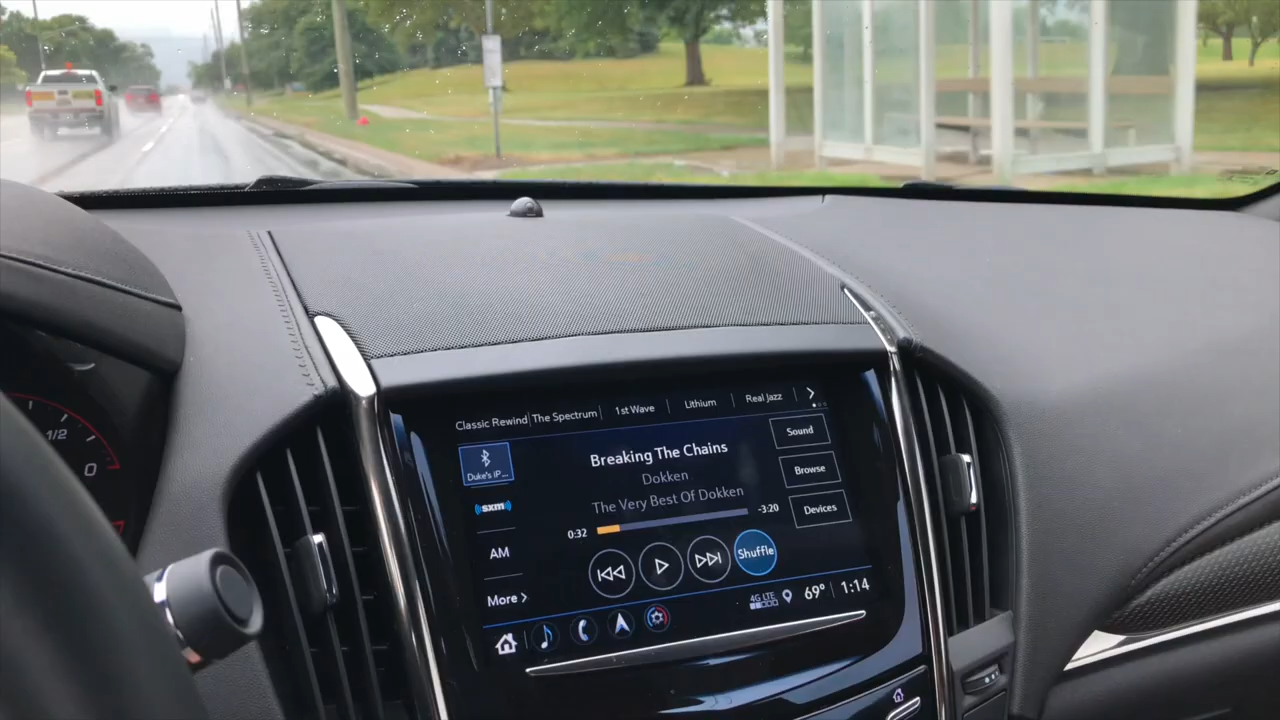 Classic Rewind The Spectrum 1st Wave Lithium Real Jazz
Duke's iP...
sxm
AM
More
Breaking The Chains
Dokken
The Very Best Of Dokken
0:32
-3:20
Shuffle
Sound
Browse
Devices
4G LTE
69° 1:14
1/2
0